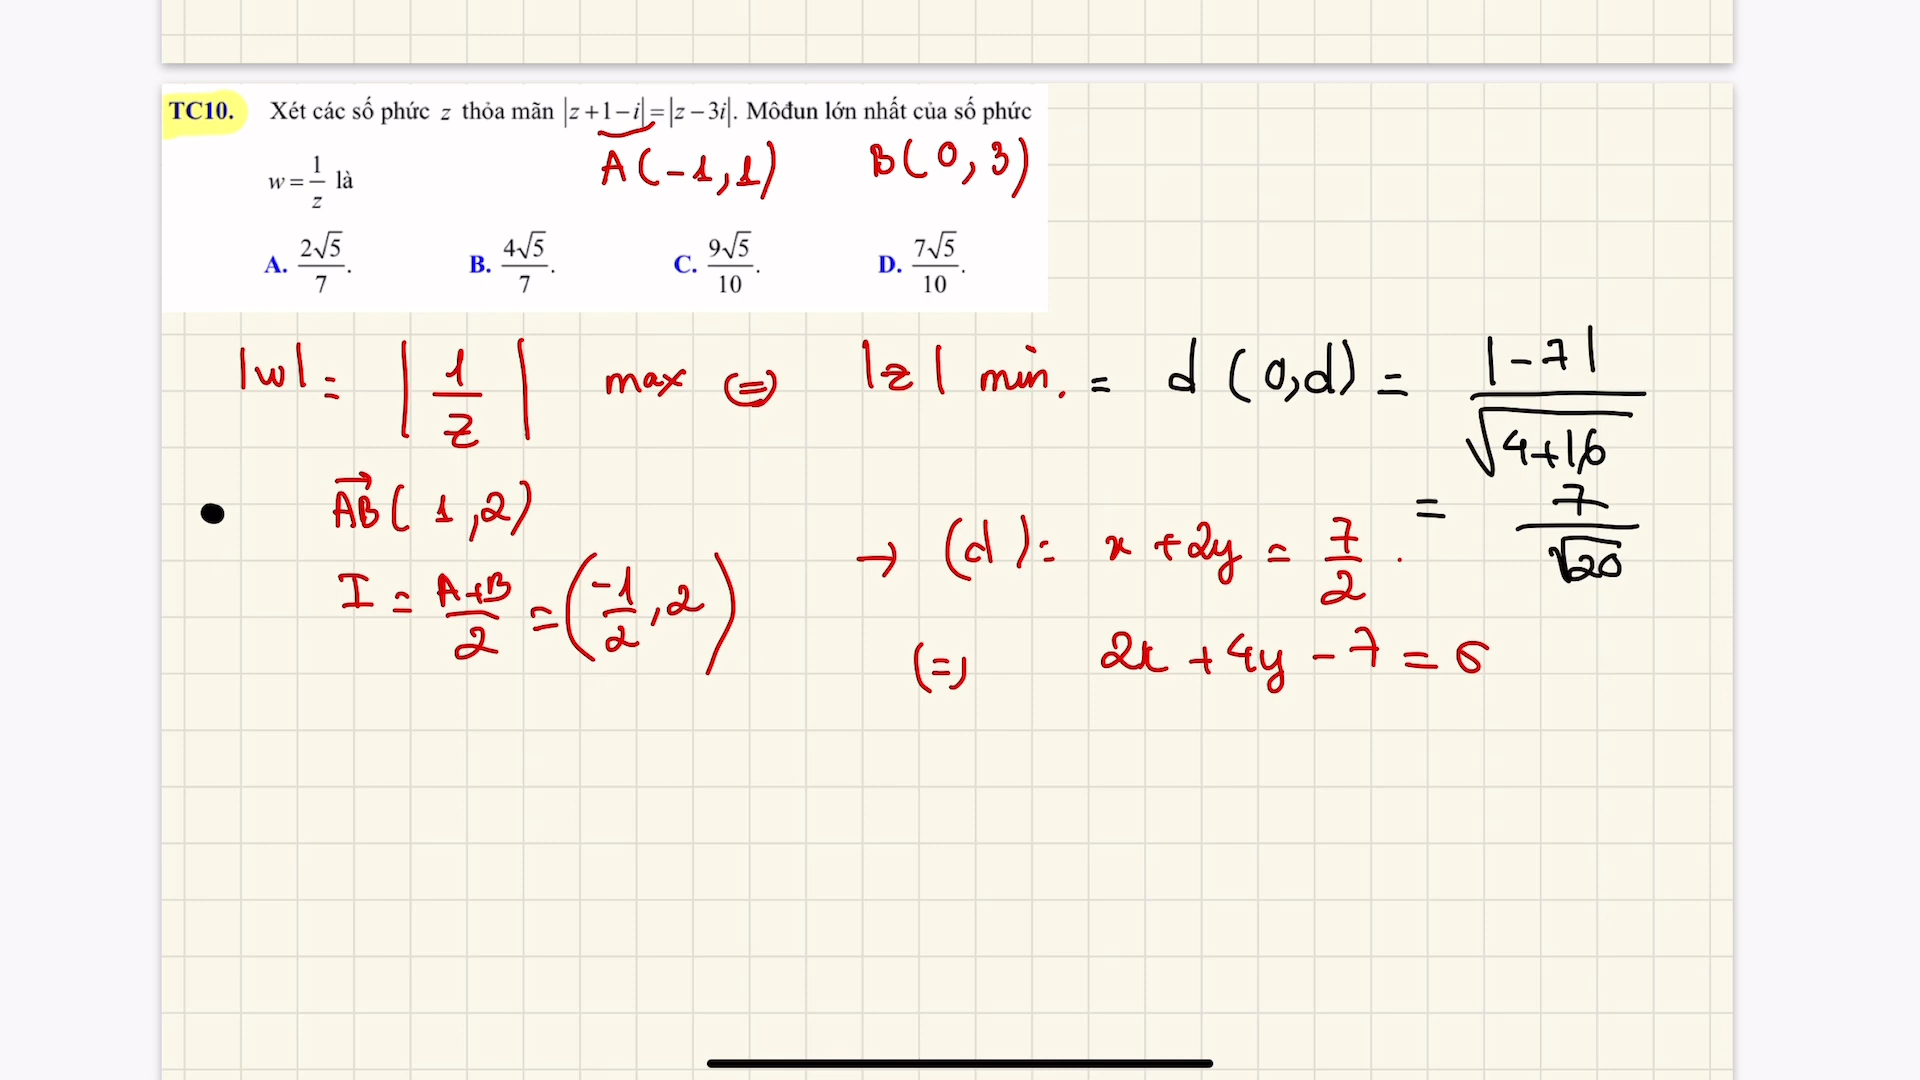 TC10. Xét các số phức z thỏa mãn |z+1−i|=|z−3i|. Môđun lớn nhất của số phức
A(-1,1) B(0,3)
w=1/z là
A. 2√5/7. B. 4√5/7. C. 9√5/10. D. 7√5/10.
|w| = |1/z| max (=) |z| min. = d(0,d) = |-7|/√4+16
= 7/√20
AB(1,2)
→ (d): x+2y = 7/2.
I = A+B/2 = (-1/2, 2)
(=) 2x+4y-7=0